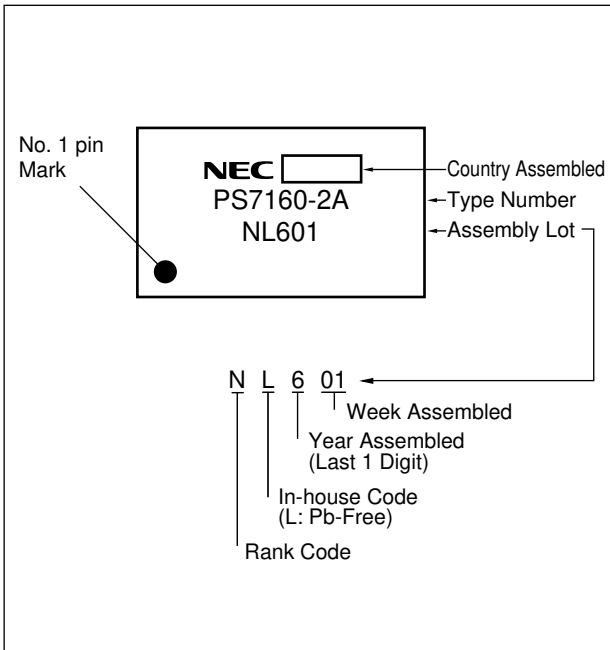 No. 1 pin
Mark
NEC
Country Assembled
PS7160-2A
Type Number
NL601
Assembly Lot
N L 6 01
Week Assembled
Year Assembled
(Last 1 Digit)
In-house Code
(L: Pb-Free)
Rank Code